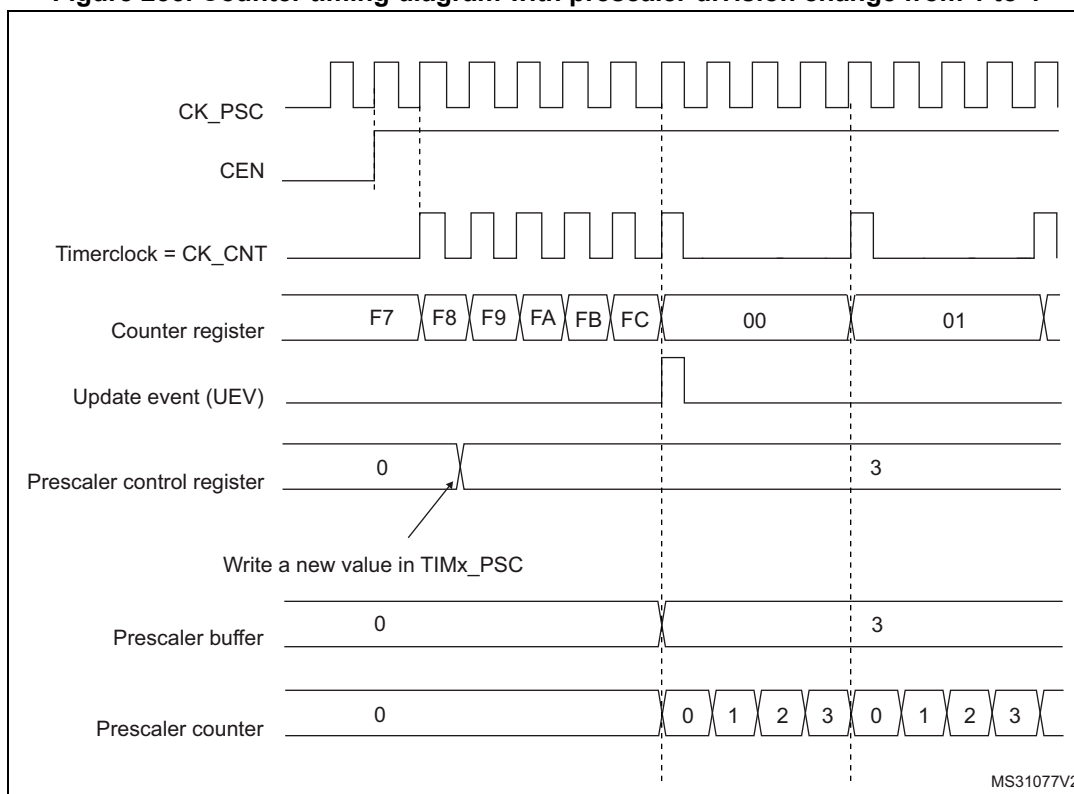 CK_PSC
CEN
Timerclock = CK_CNT
Counter register
F7 F8 F9 FA FB FC 00 01
Update event (UEV)
Prescaler control register
0 3
Write a new value in TIMx_PSC
Prescaler buffer
0 3
Prescaler counter
0 0 1 2 3 0 1 2 3
MS31077V2